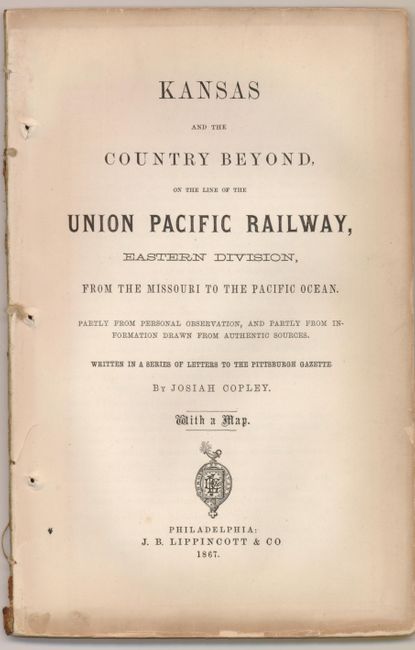 KANSAS
AND THE
COUNTRY BEYOND,
ON THE LINE OF THE
UNION PACIFIC RAILWAY,
EASTERN DIVISION,
FROM THE MISSOURI TO THE PACIFIC OCEAN.
PARTLY FROM PERSONAL OBSERVATION, AND PARTLY FROM IN-
FORMATION DRAWN FROM AUTHENTIC SOURCES.
WRITTEN IN A SERIES OF LETTERS TO THE PITTSBURGH GAZETTE
BY JOSIAH COPLEY.
With a Map.
PHILADELPHIA:
J. B. LIPPINCOTT & CO
1867.